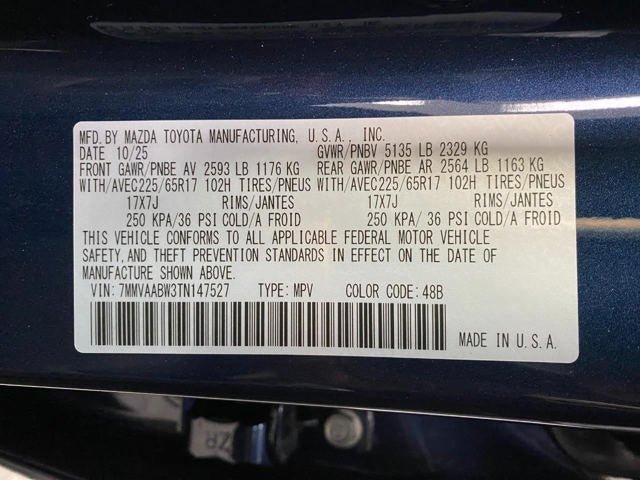 MFD.BY MAZDA TOYOTA MANUFACTURING, U.S.A., INC.
DATE 10/25 GVWR/PNBV 5135 LB 2329 KG
FRONT GAWR/PNBE AV 2593 LB 1176 KG REAR GAWR/PNBE AR 2564 LB 1163 KG
WITH/AVEC225/65R17 102H TIRES/PNEUS WITH/AVEC225/65R17 102H TIRES/PNEUS
17X7J RIMS/JANTES 17X7J RIMS/JANTES
250 KPA/36 PSI COLD/A FROID 250 KPA/ 36 PSI COLD/A FROID
THIS VEHICLE CONFORMS TO ALL APPLICABLE FEDERAL MOTOR VEHICLE
SAFETY, AND THEFT PREVENTION STANDARDS IN EFFECT ON THE DATE OF
MANUFACTURE SHOWN ABOVE.
VIN: 7MMVAABW3TN147527 TYPE: MPV COLOR CODE: 48B
MADE IN U.S.A.
ZR